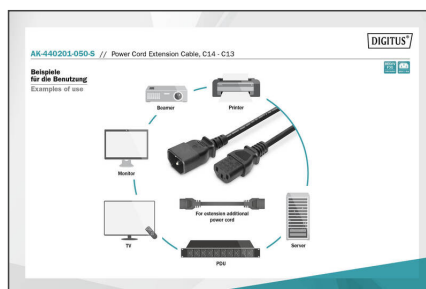 DIGITUS®
AK-440201-050-S // Power Cord Extension Cable, C14 - C13
Beispiele
für die Benutzung
Examples of use
Beamer
Printer
Monitor
For extension additional
power cord
TV
Server
PDU